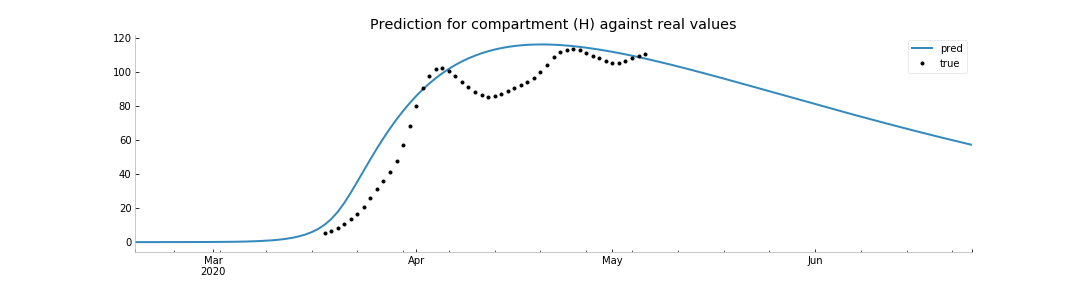 Prediction for compartment (H) against real values
120
100
80
60
40
20
0
pred
true
Mar
2020
Apr
May
Jun